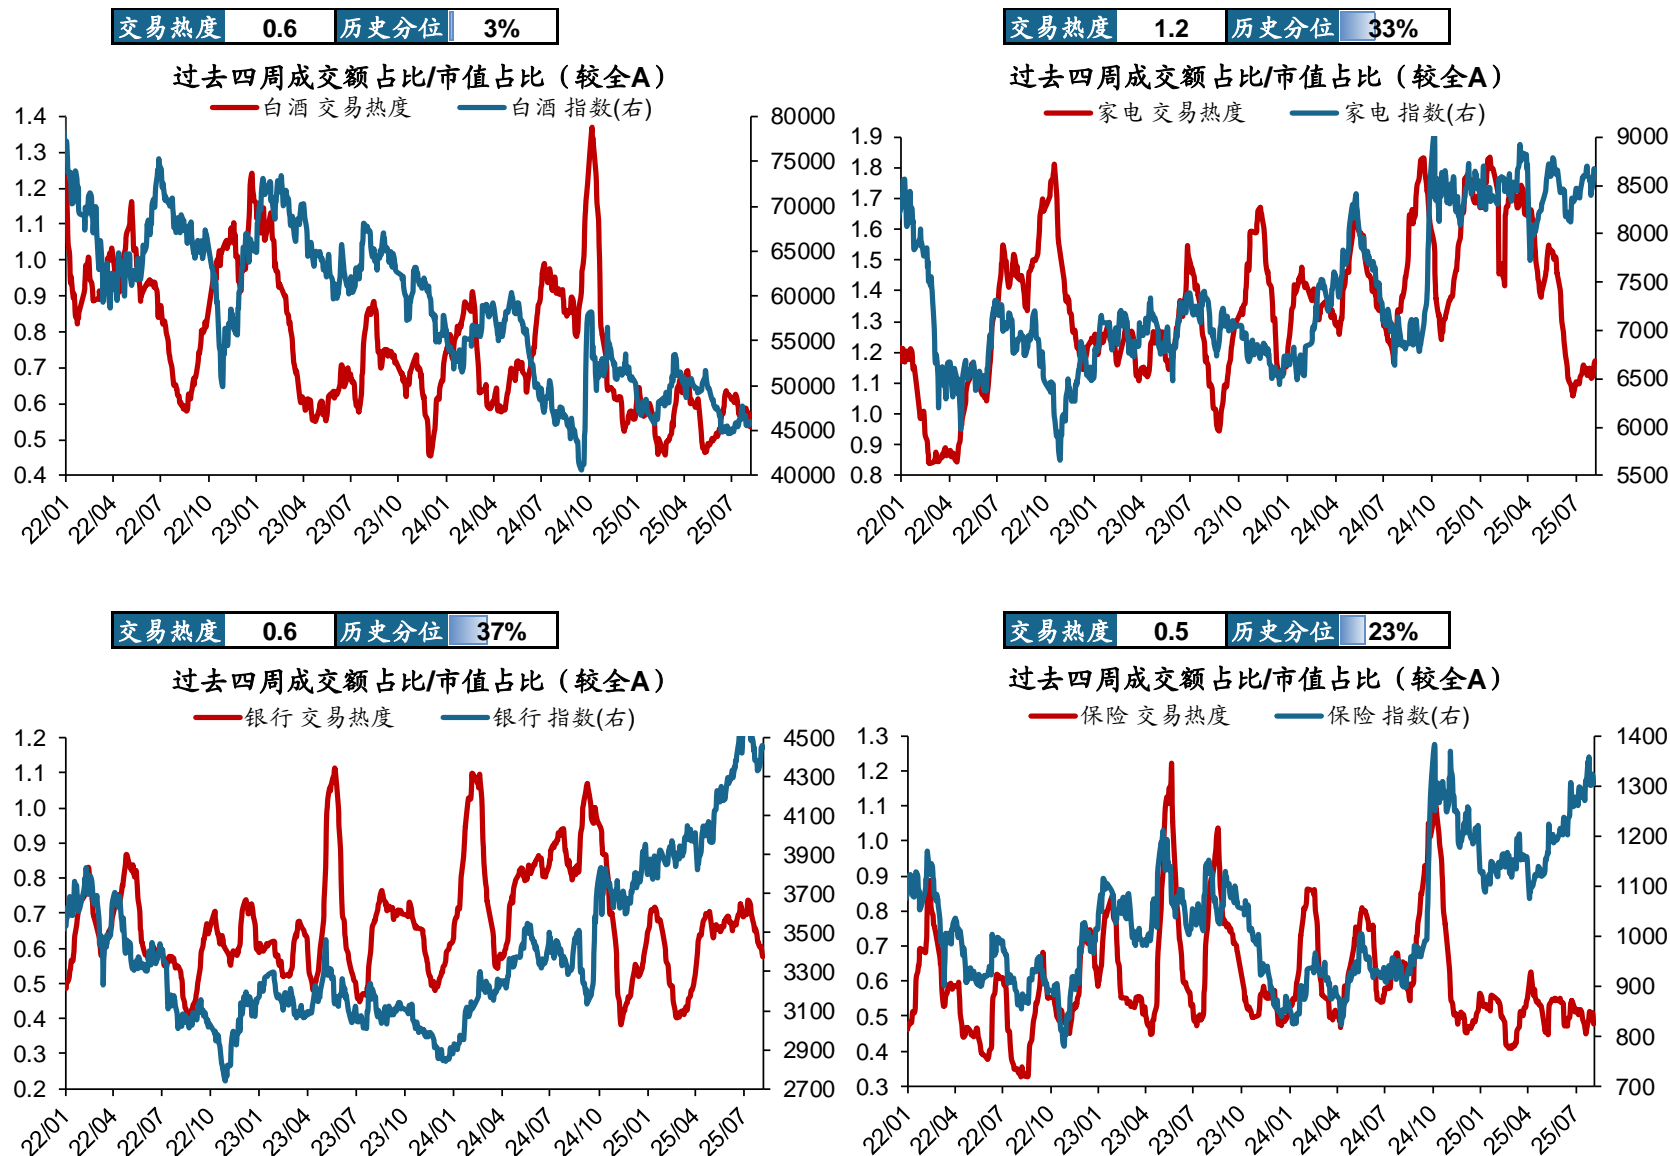 交易热度 0.6 历史分位 3%
过去四周成交额占比/市值占比（较全A）
白酒 交易热度 白酒 指数(右)
1.4 80000
1.3 75000
1.2 70000
1.1 65000
1.0 60000
0.9 55000
0.8 50000
0.7 45000
0.6 40000
0.5
0.4
22/01 22/04 22/07 22/10 23/01 23/04 23/07 23/10 24/01 24/04 24/07 24/10 25/01 25/04 25/07
交易热度 1.2 历史分位 33%
过去四周成交额占比/市值占比（较全A）
家电 交易热度 家电 指数(右)
1.9 9000
1.8 8500
1.7 8000
1.6 7500
1.5 7000
1.4 6500
1.3 6000
1.2 5500
1.1
1.0
0.9
0.8
22/01 22/04 22/07 22/10 23/01 23/04 23/07 23/10 24/01 24/04 24/07 24/10 25/01 25/04 25/07
交易热度 0.6 历史分位 37%
过去四周成交额占比/市值占比（较全A）
银行 交易热度 银行 指数(右)
1.2 4500
1.1 4300
1.0 4100
0.9 3900
0.8 3700
0.7 3500
0.6 3300
0.5 3100
0.4 2900
0.3 2700
0.2
22/01 22/04 22/07 22/10 23/01 23/04 23/07 23/10 24/01 24/04 24/07 24/10 25/01 25/04 25/07
交易热度 0.5 历史分位 23%
过去四周成交额占比/市值占比（较全A）
保险 交易热度 保险 指数(右)
1.3 1400
1.2 1300
1.1 1200
1.0 1100
0.9 1000
0.8 900
0.7 800
0.6 700
0.5
0.4
0.3
22/01 22/04 22/07 22/10 23/01 23/04 23/07 23/10 24/01 24/04 24/07 24/10 25/01 25/04 25/07